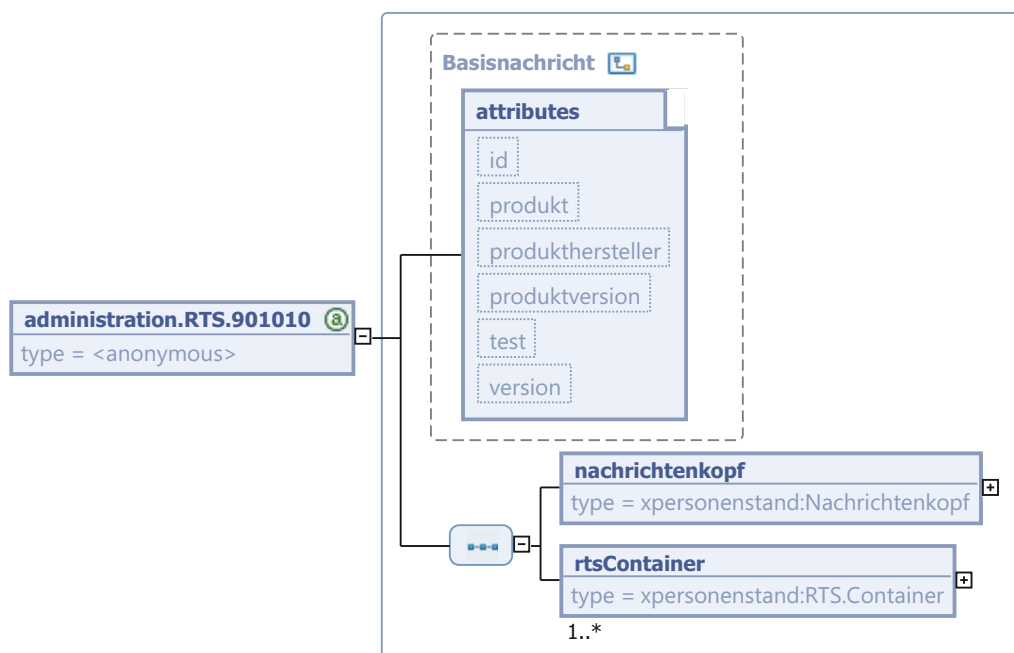 Basisnachricht
attributes
id
produkt
produkthersteller
produktversion
test
version
administration.RTS.901010 @
type = <anonymous>
nachrichtenkopf
type = xpersonenstand:Nachrichtenkopf
rtsContainer
type = xpersonenstand:RTS.Container
1..*